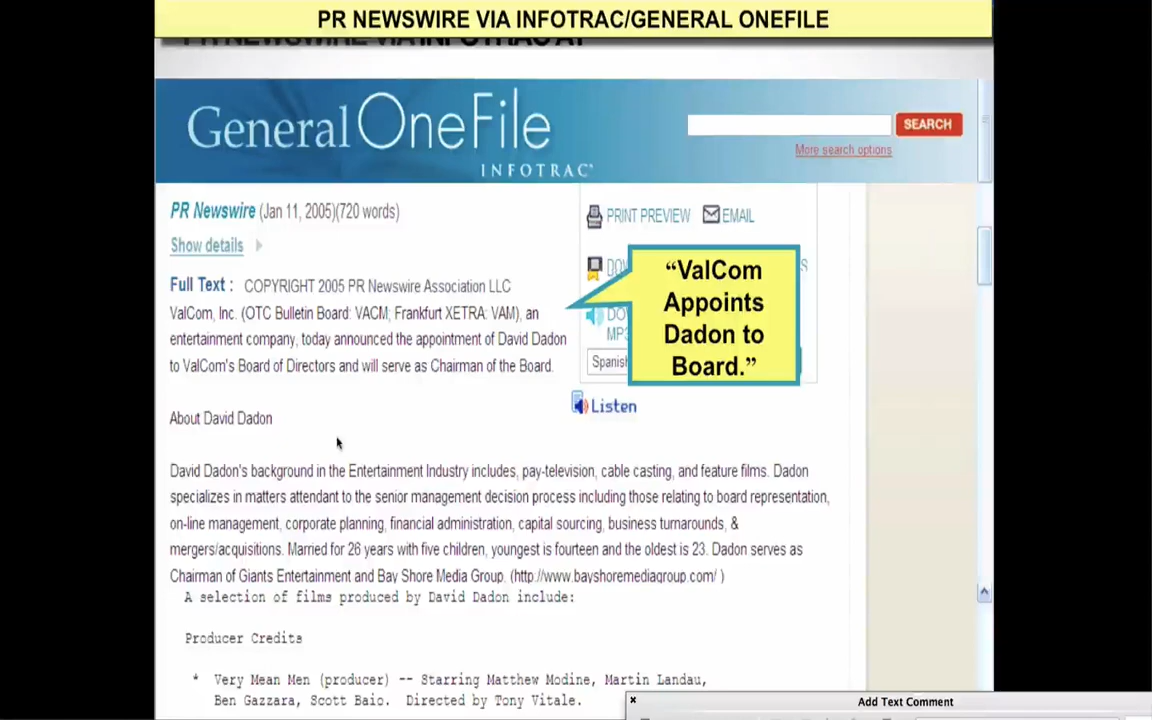 PR NEWSWIRE VIA INFOTRAC/GENERAL ONEFILE
PR NEWSWIRE VIA INFOTRAC AT
General OneFile
INFOTRAC
SEARCH
More search options
PR Newswire (Jan 11, 2005)(720 words)
Show details
PRINT PREVIEW EMAIL
Full Text : COPYRIGHT 2005 PR Newswire Association LLC
ValCom, Inc. (OTC Bulletin Board: VACM; Frankfurt XETRA: VAM), an
entertainment company, today announced the appointment of David Dadon
to ValCom's Board of Directors and will serve as Chairman of the Board.
MP3
Spanish
“ValCom
Appoints
Dadon to
Board.”
Listen
About David Dadon
David Dadon's background in the Entertainment Industry includes, pay-television, cable casting, and feature films. Dadon
specializes in matters attendant to the senior management decision process including those relating to board representation,
on-line management, corporate planning, financial administration, capital sourcing, business turnarounds, &
mergers/acquisitions. Married for 26 years with five children, youngest is fourteen and the oldest is 23. Dadon serves as
Chairman of Giants Entertainment and Bay Shore Media Group. (http://www.bayshoremediagroup.com/ )
A selection of films produced by David Dadon include:
Producer Credits
* Very Mean Men (producer) -- Starring Matthew Modine, Martin Landau,
Ben Gazzara, Scott Baio. Directed by Tony Vitale.
Add Text Comment